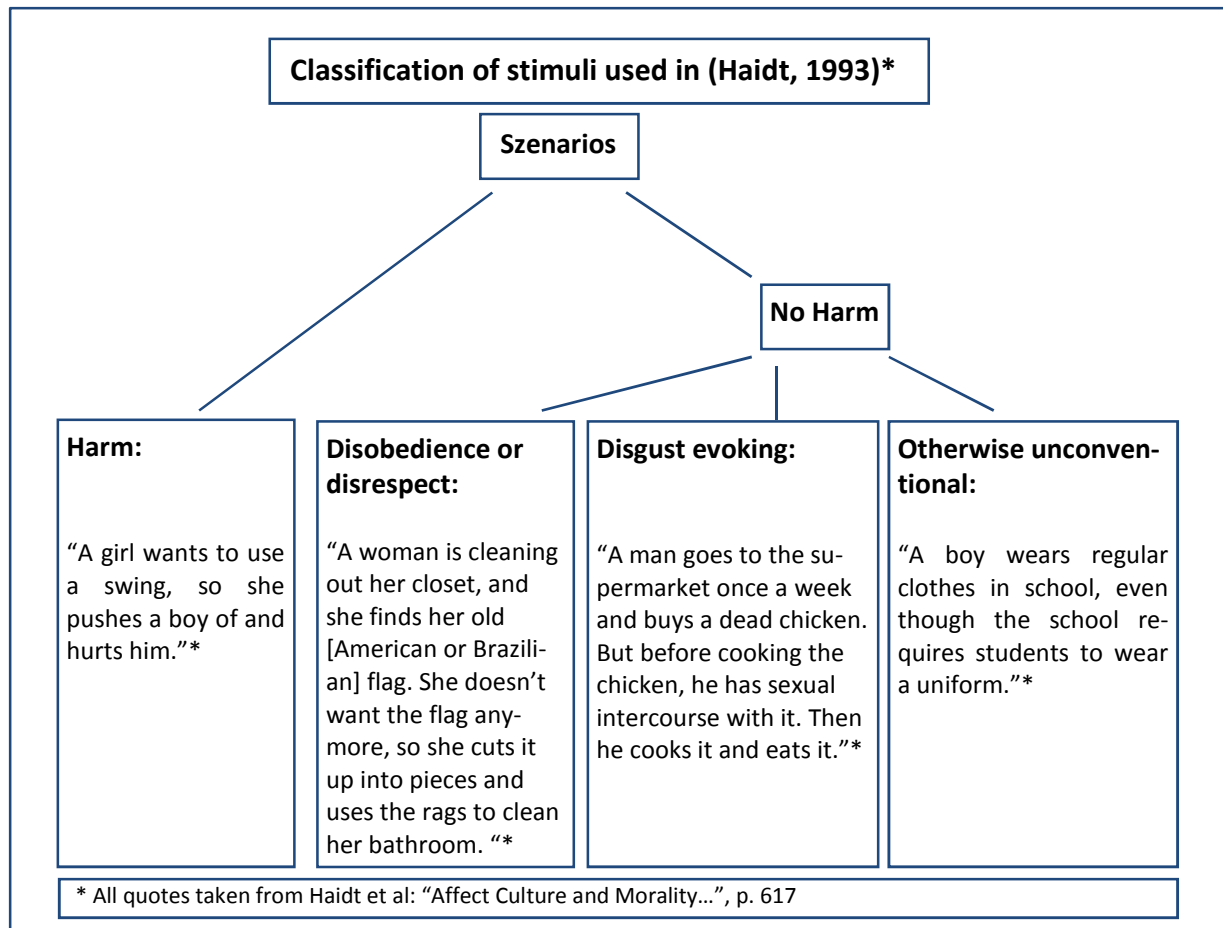 Classification of stimuli used in (Haidt, 1993)*
Szenarios
No Harm
Harm:
“A girl wants to use
a swing, so she
pushes a boy of and
hurts him.”*
Disobedience or
disrespect:
“A woman is cleaning
out her closet, and
she finds her old
[American or Brazili-
an] flag. She doesn’t
want the flag any-
more, so she cuts it
up into pieces and
uses the rags to clean
her bathroom. “*
Disgust evoking:
“A man goes to the su-
permarket once a week
and buys a dead chicken.
But before cooking the
chicken, he has sexual
intercourse with it. Then
he cooks it and eats it.”*
Otherwise unconven-
tional:
“A boy wears regular
clothes in school, even
though the school re-
quires students to wear
a uniform.”*
* All quotes taken from Haidt et al: “Affect Culture and Morality…”, p. 617